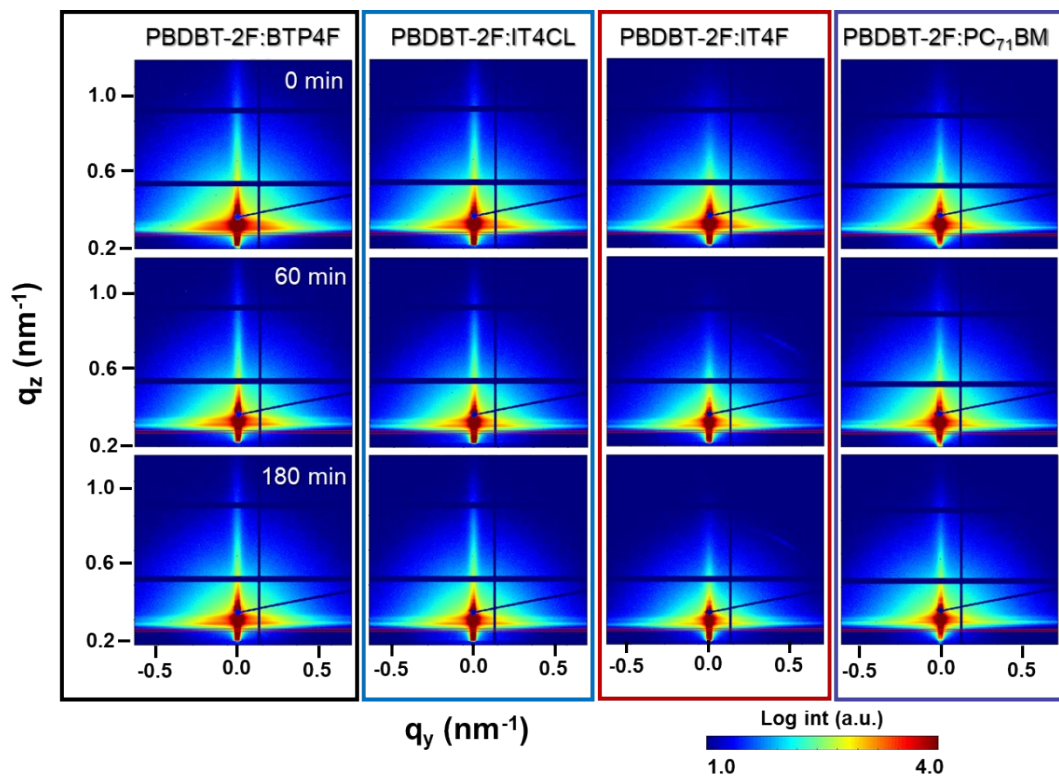 PBDBT-2F:BTP4F PBDBT-2F:IT4CL PBDBT-2F:IT4F PBDBT-2F:PC₇₁BM
0 min
1.0
0.6
0.2
60 min
1.0
0.6
0.2
180 min
1.0
0.6
0.2
qz (nm⁻¹)
-0.5 0.0 0.5 -0.5 0.0 0.5 -0.5 0.0 0.5 -0.5 0.0 0.5
qy (nm⁻¹)
Log int (a.u.)
1.0 4.0